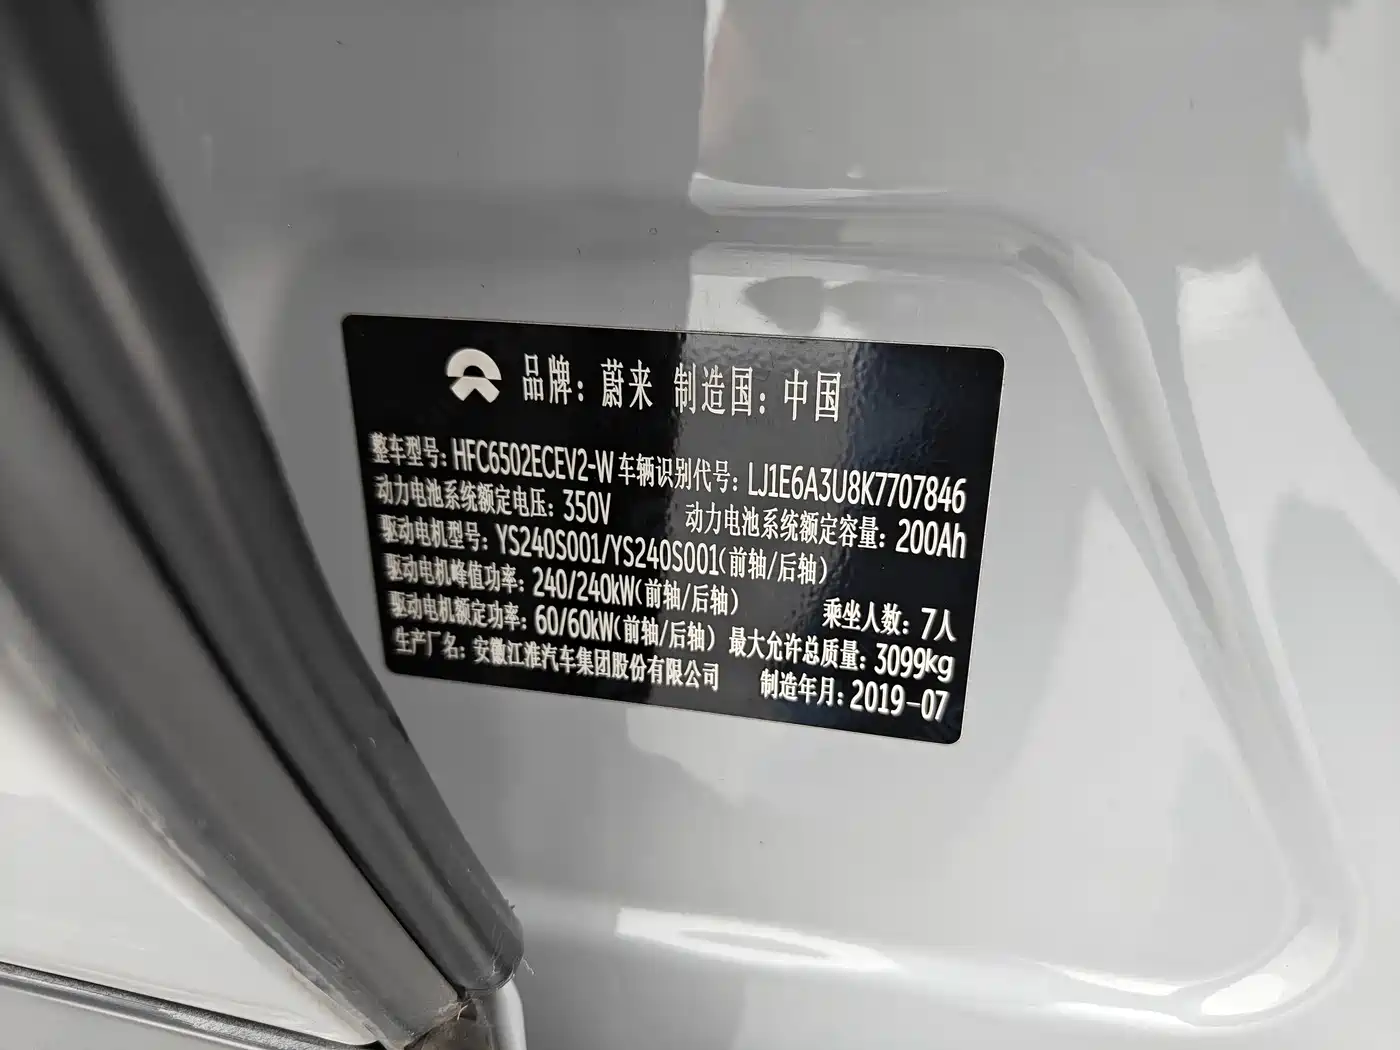 品牌：蔚来 制造国：中国
整车型号：HFC6502ECEV2-W 车辆识别代号：LJ1E6A3U8K7707846
动力电池系统额定电压：350V 动力电池系统额定容量：200Ah
驱动电机型号：YS240S001/YS240S001(前轴/后轴)
驱动电机峰值功率：240/240kW(前轴/后轴) 乘坐人数：7人
驱动电机额定功率：60/60kW(前轴/后轴) 最大允许总质量：3099kg
生产厂名：安徽江淮汽车集团股份有限公司 制造年月：2019-07